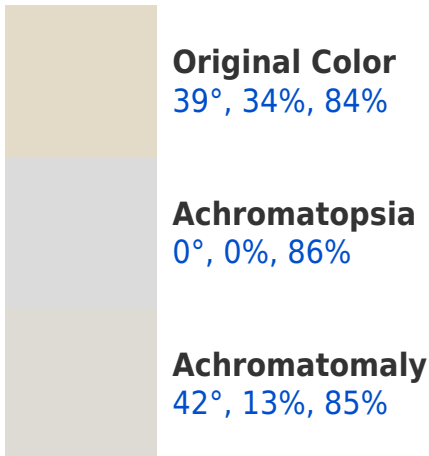 Original Color
39°, 34%, 84%
Achromatopsia
0°, 0%, 86%
Achromatomaly
42°, 13%, 85%